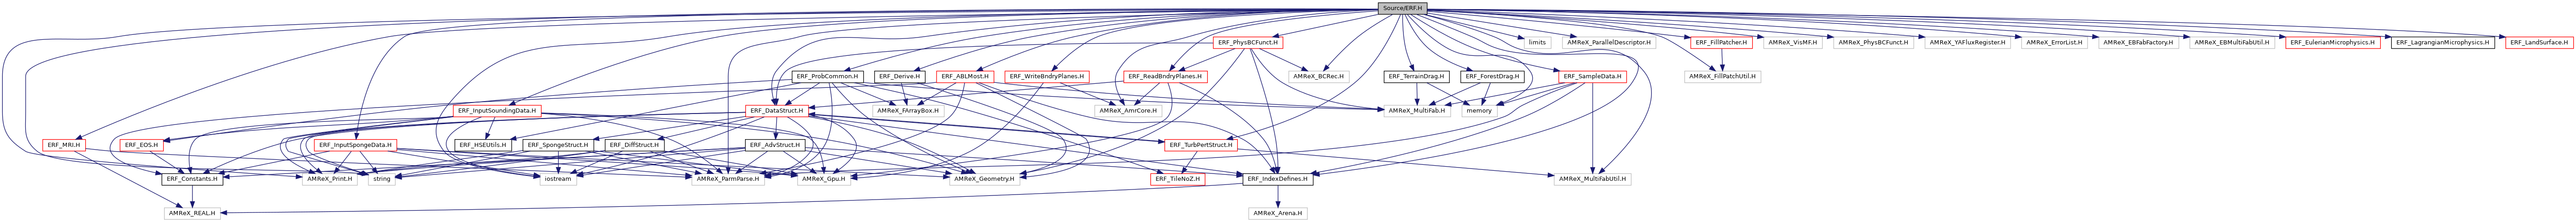 Source/ERF.H
ERF_PhysBCFunct.H
limits
AMReX_ParallelDescriptor.H
ERF_FillPatcher.H
AMReX_VisMF.H
AMReX_PhysBCFunct.H
AMReX_YAFluxRegister.H
AMReX_ErrorList.H
AMReX_EBFabFactory.H
AMReX_EBMultiFabUtil.H
ERF_EulerianMicrophysics.H
ERF_LagrangianMicrophysics.H
ERF_LandSurface.H
ERF_ProbCommon.H
ERF_Derive.H
ERF_ABLMost.H
ERF_WriteBndryPlanes.H
ERF_ReadBndryPlanes.H
AMReX_BCRec.H
ERF_TerrainDrag.H
ERF_ForestDrag.H
ERF_SampleData.H
AMReX_FillPatchUtil.H
ERF_InputSoundingData.H
ERF_DataStruct.H
AMReX_FArrayBox.H
AMReX_AmrCore.H
AMReX_MultiFab.H
memory
ERF_MRI.H
ERF_EOS.H
ERF_InputSpongeData.H
ERF_HSEUtils.H
ERF_SpongeStruct.H
ERF_DiffStruct.H
ERF_AdvStruct.H
ERF_TurbPertStruct.H
ERF_Constants.H
AMReX_Print.H
string
iostream
AMReX_ParmParse.H
AMReX_Gpu.H
AMReX_Geometry.H
ERF_TileNoZ.H
ERF_IndexDefines.H
AMReX_MultiFabUtil.H
AMReX_REAL.H
AMReX_Arena.H